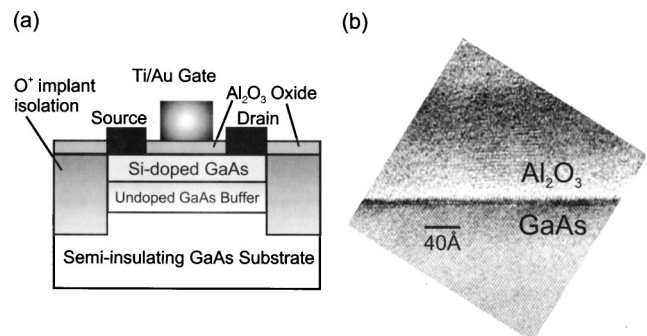 (a)
O⁺ implant
isolation
Ti/Au Gate
Source
Al₂O₃ Oxide
Drain
Si-doped GaAs
Undoped GaAs Buffer
Semi-insulating GaAs Substrate
(b)
Al₂O₃
GaAs
40Å